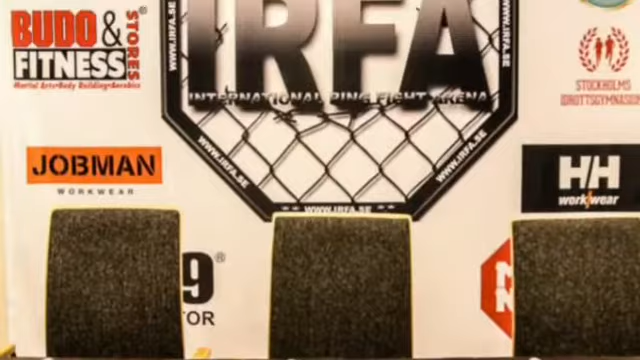 BUDO &
FITNESS
STORES®
Martial Arts•Body Building•Aerobics
WWW.IRFA.SE
IRFA
WWW.IRFA.SE
INTERNATIONAL RING FIGHT ARENA
STOCKHOLMS
IDROTTSGYMNASIUM
JOBMAN
WORKWEAR
WWW.IRFA.SE
WWW.IRFA.SE
WWW.IRFA.SE
HH
workwear
9®
TOR